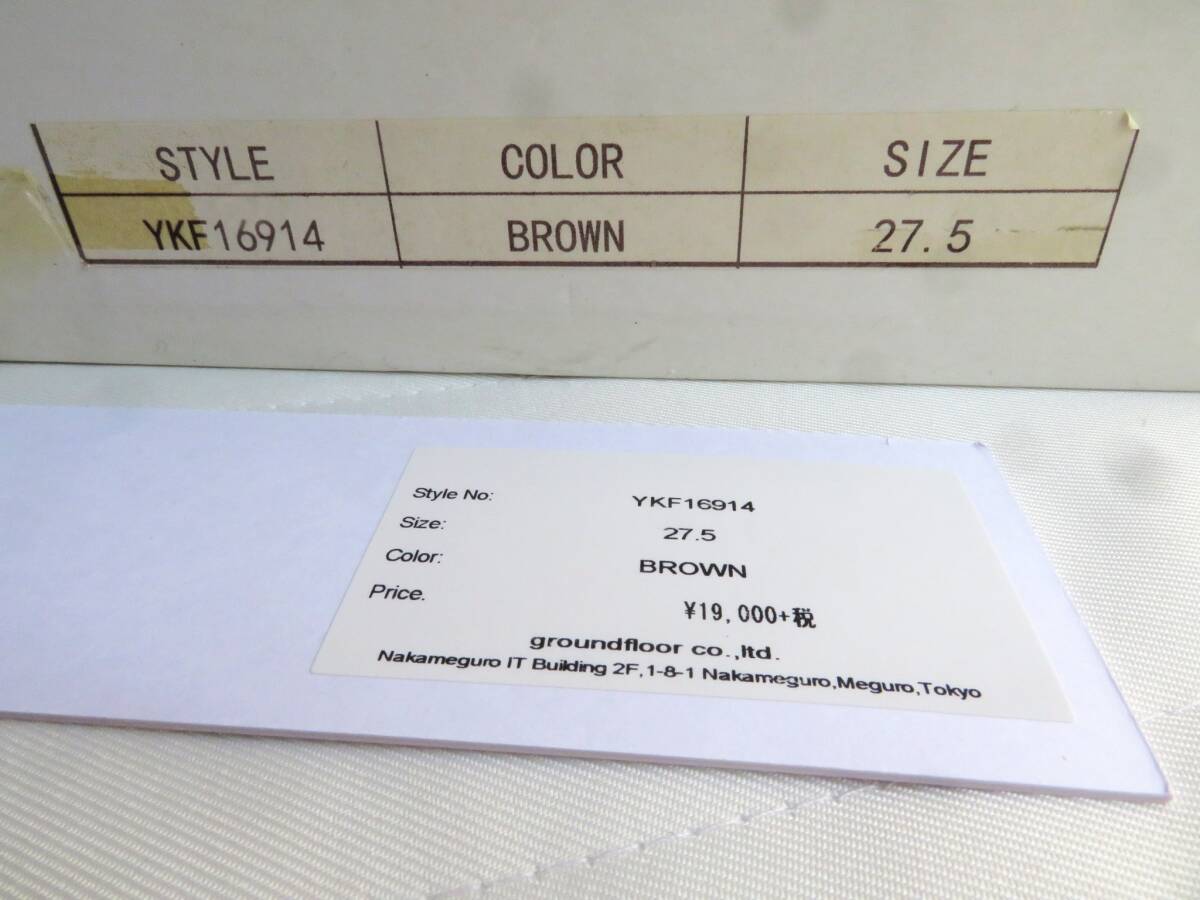 STYLE COLOR SIZE
YKF16914 BROWN 27.5
Style No: YKF16914
Size: 27.5
Color: BROWN
Price. ¥19,000+税
groundfloor co.,ltd.
Nakameguro IT Building 2F,1-8-1 Nakameguro,Meguro,Tokyo